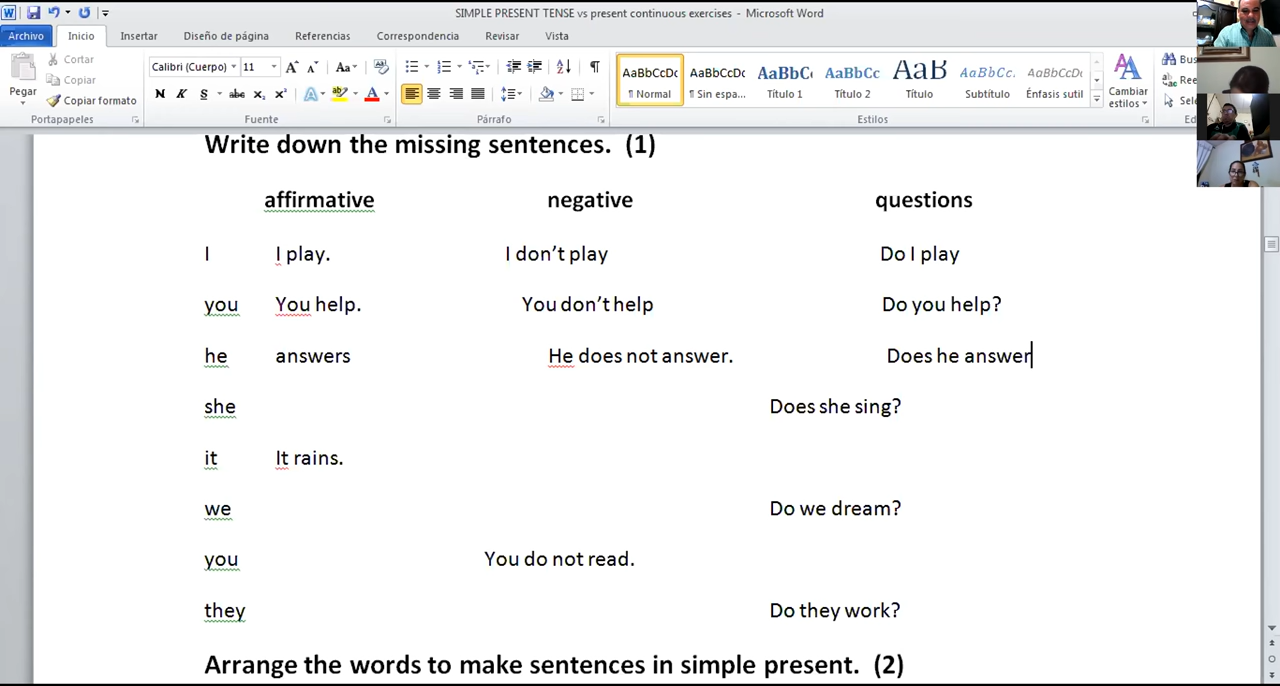 SIMPLE PRESENT TENSE vs present continuous exercises - Microsoft Word
Archivo Inicio Insertar Diseño de página Referencias Correspondencia Revisar Vista
Cortar
Copiar
Copiar formato
Pegar
Portapapeles
Calibri (Cuerpo) 11
N K S abc x₂ x²
Fuente
Párrafo
AaBbCcDc AaBbCcDc AaBbC AaBbCc AaB AaBbCc. AaBbCcDc
¶ Normal ¶ Sin espa... Título 1 Título 2 Título Subtítulo Énfasis sutil
Cambiar estilos
Estilos
Write down the missing sentences. (1)
affirmative negative questions
I I play. I don’t play Do I play
you You help. You don’t help Do you help?
he answers He does not answer. Does he answer
she Does she sing?
it It rains.
we Do we dream?
you You do not read.
they Do they work?
Arrange the words to make sentences in simple present. (2)